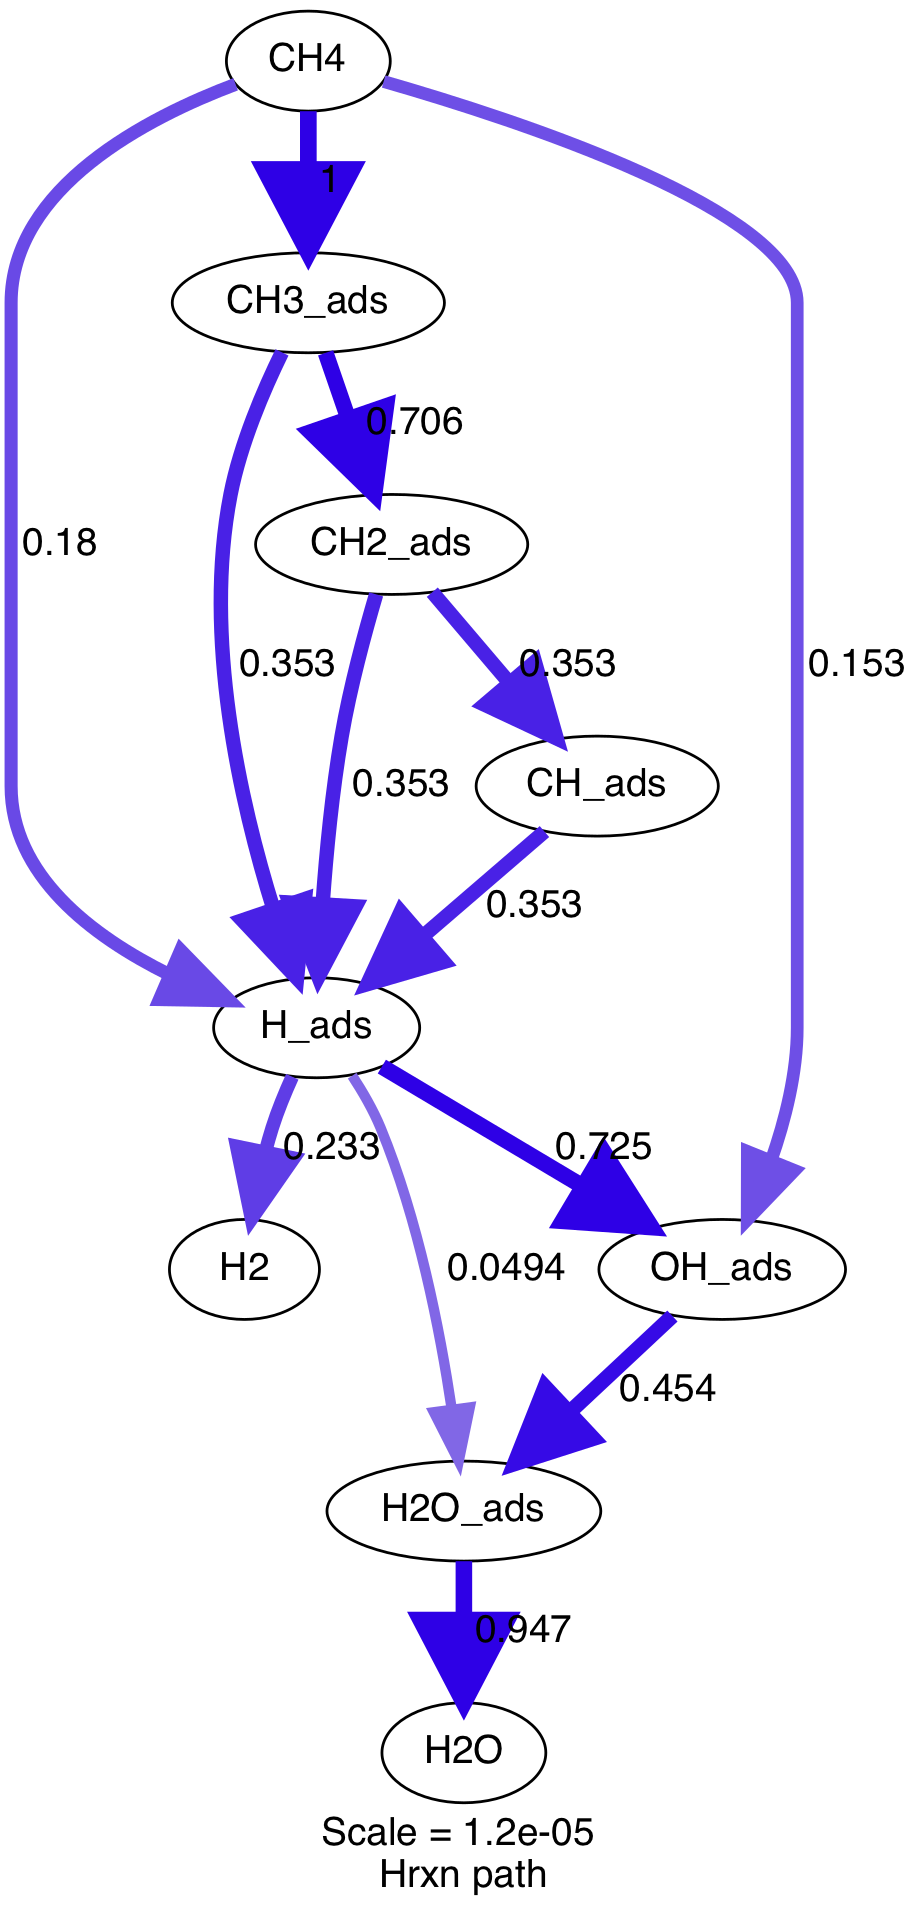 CH4
1
CH3_ads
0.706
CH2_ads
0.18
0.353
0.353
0.153
0.353
CH_ads
0.353
H_ads
0.233
0.725
H2
0.0494
OH_ads
0.454
H2O_ads
0.947
H2O
Scale = 1.2e-05
Hrxn path